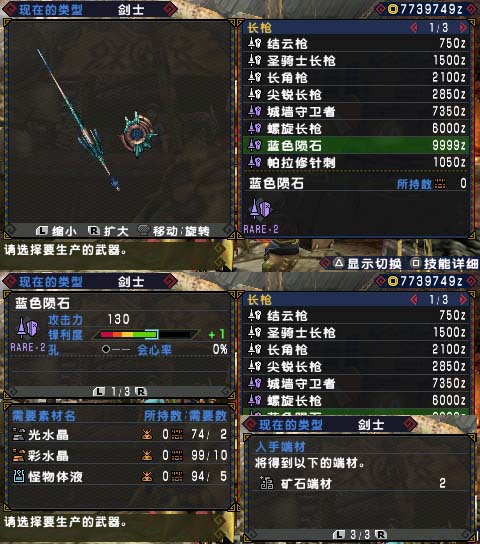 现在的类型 剑士
7739749z
长枪 1/3
结云枪 750z
圣骑士长枪 1500z
长角枪 2100z
尖锐长枪 2850z
城墙守卫者 7350z
螺旋长枪 6000z
蓝色陨石 9999z
帕拉修针刺 1050z
蓝色陨石 所持数 0
RARE-2
L 缩小 R 扩大 移动/旋转
请选择要生产的武器。
△显示切换 □技能详细
现在的类型 剑士
7739749z
蓝色陨石
攻击力 130
RARE-2
锋利度 +1
孔 ●―― 会心率 0%
L 1/3 R
长枪 1/3
结云枪 750z
圣骑士长枪 1500z
长角枪 2100z
尖锐长枪 2850z
城墙守卫者 7350z
螺旋长枪 6000z
需要素材名 所持数/需要数
光水晶 0 74/ 2
彩水晶 0 99/10
怪物体液 0 94/ 5
请选择要生产的武器。
现在的类型 剑士
入手端材
将得到以下的端材。
矿石端材 2
L 3/3 R